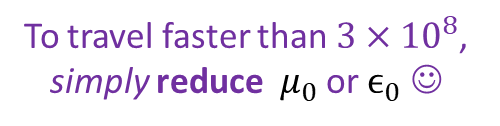 To travel faster than 3 × 10⁸,
simply reduce μ₀ or ϵ₀ ☺